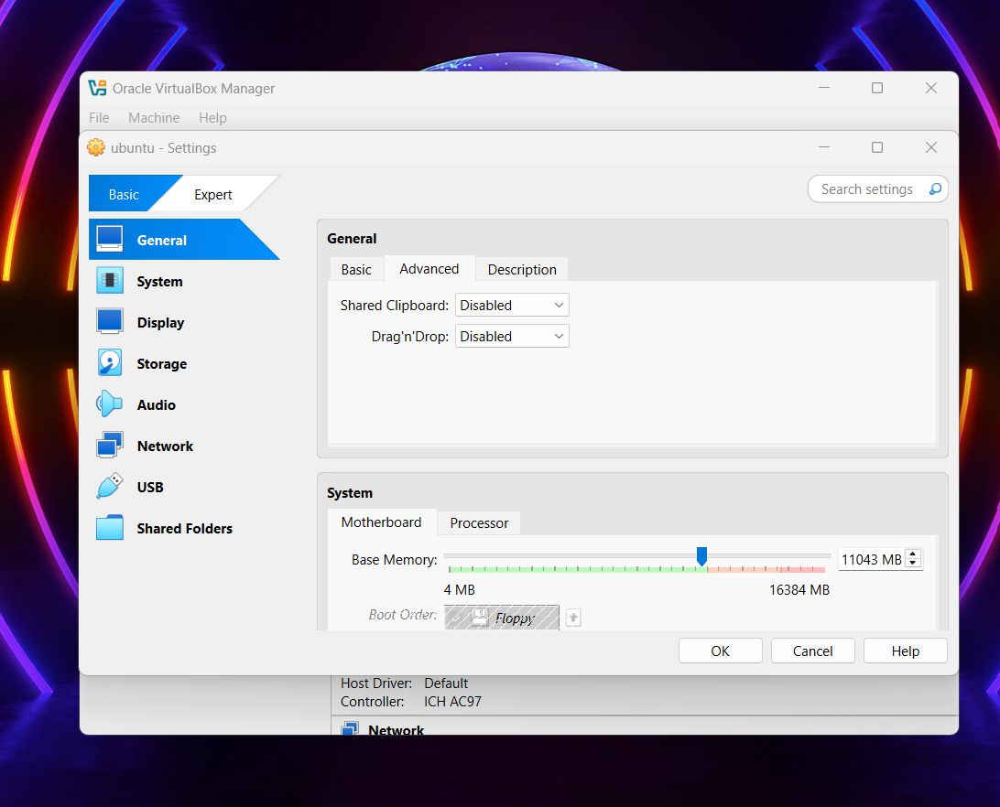 Oracle VirtualBox Manager
File Machine Help
ubuntu - Settings
Basic Expert
Search settings
General
System
Display
Storage
Audio
Network
USB
Shared Folders
General
Basic Advanced Description
Shared Clipboard: Disabled
Drag'n'Drop: Disabled
System
Motherboard Processor
Base Memory: 11043 MB
4 MB 16384 MB
Boot Order: Floppy
OK Cancel Help
Host Driver: Default
Controller: ICH AC97
Network